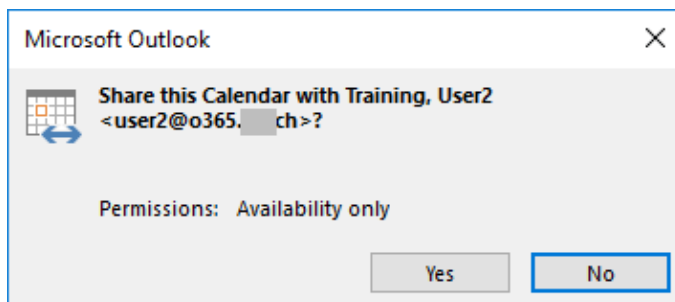 Microsoft Outlook
Share this Calendar with Training, User2
<user2@o365. ch>?
Permissions: Availability only
Yes No